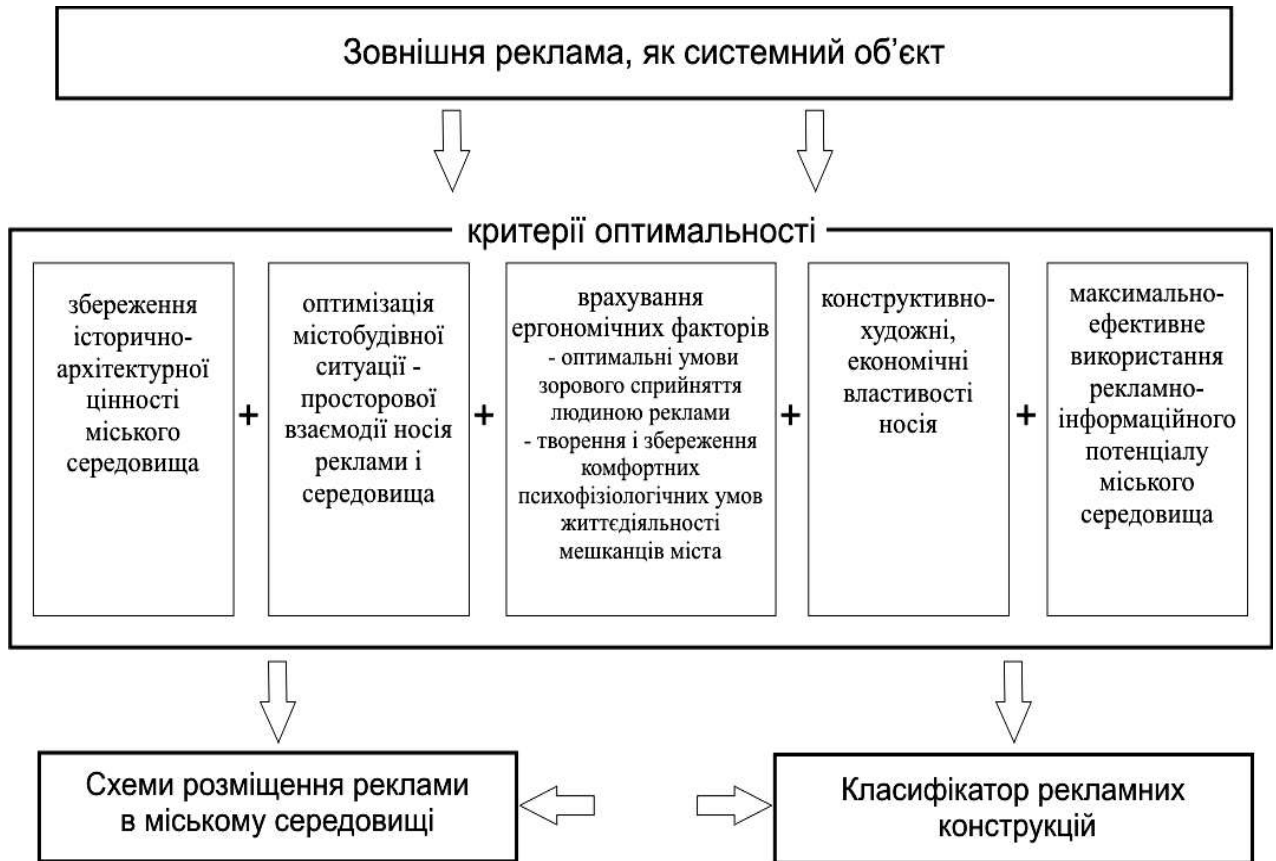 Зовнішня реклама, як системний об’єкт
критерії оптимальності
збереження
історично-
архітектурної
цінності
міського
середовища
+
оптимізація
містобудівної
ситуації -
просторової
взаємодії носія
реклами і
середовища
+
врахування
ергономічних факторів
- оптимальні умови
зорового сприйняття
людиною реклами
- творення і збереження
комфортних
психофізіологічних умов
життєдіяльності
мешканців міста
+
конструктивно-
художні,
економічні
властивості
носія
+
максимально-
ефективне
використання
рекламно-
інформаційного
потенціалу
міського
середовища
Схеми розміщення реклами
в міському середовищі
Класифікатор рекламних
конструкцій